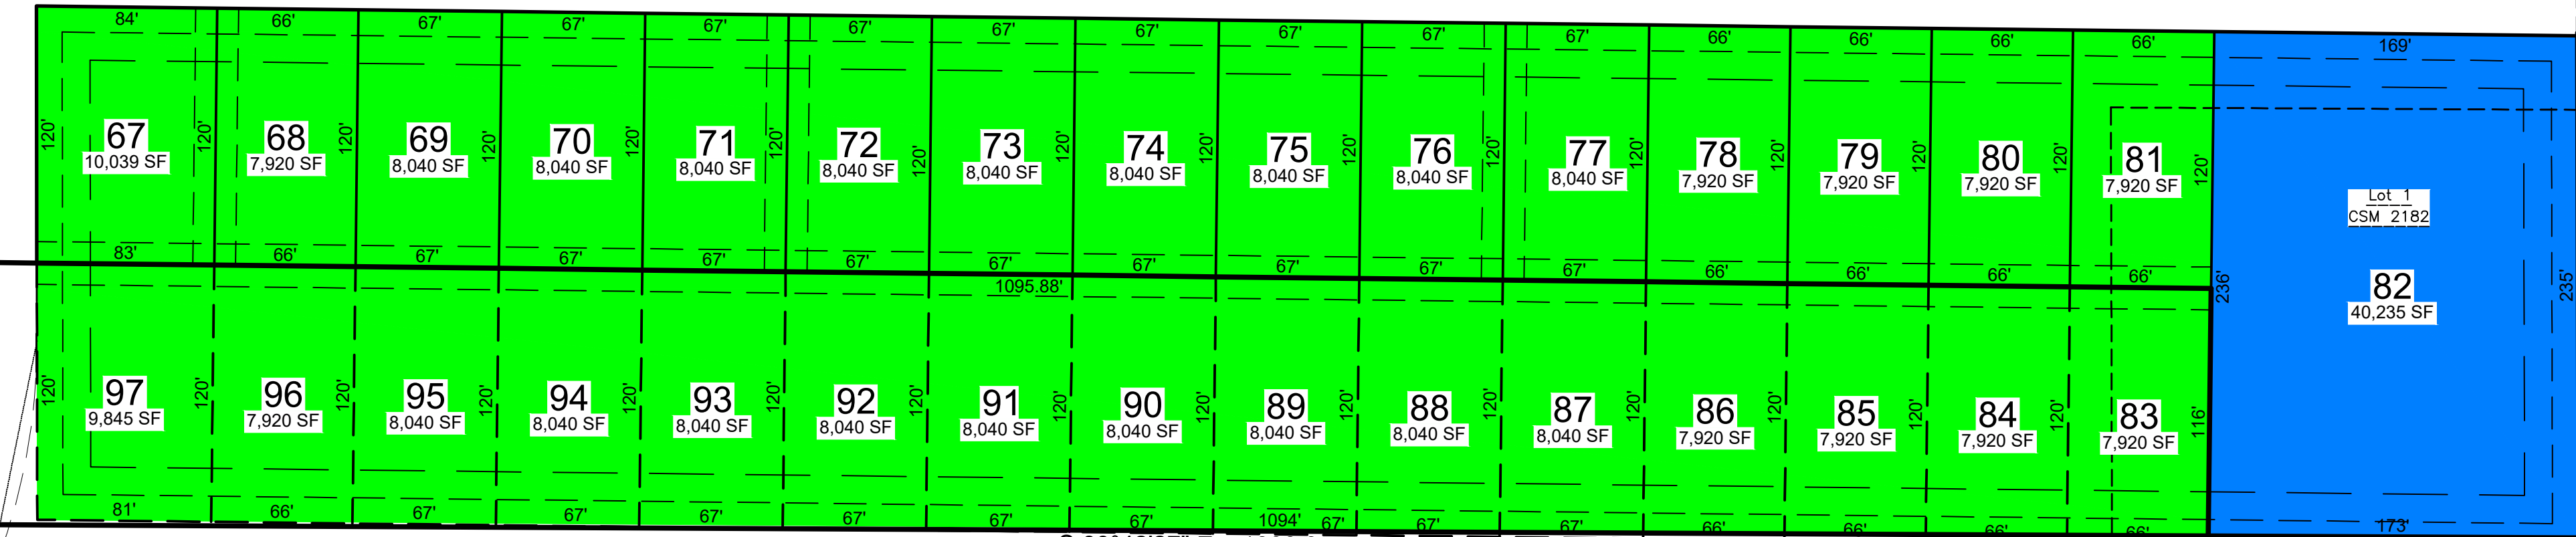 84' 66' 67' 67' 67' 67' 67' 67' 67' 67' 67' 66' 66' 66' 66' 169'
120' 67 120' 68 120' 69 120' 70 120' 71 120' 72 120' 73 120' 74 120' 75 120' 76 120' 77 120' 78 120' 79 120' 80 120' 81 120'
10,039 SF 7,920 SF 8,040 SF 8,040 SF 8,040 SF 8,040 SF 8,040 SF 8,040 SF 8,040 SF 8,040 SF 8,040 SF 7,920 SF 7,920 SF 7,920 SF 7,920 SF
Lot 1
CSM 2182
83' 66' 67' 67' 67' 67' 67' 67' 67' 67' 67' 66' 66' 66' 66'
1095.88'
236' 82 235'
40,235 SF
120' 97 120' 96 120' 95 120' 94 120' 93 120' 92 120' 91 120' 90 120' 89 120' 88 120' 87 120' 86 120' 85 120' 84 120' 83 116'
9,845 SF 7,920 SF 8,040 SF 8,040 SF 8,040 SF 8,040 SF 8,040 SF 8,040 SF 8,040 SF 8,040 SF 8,040 SF 7,920 SF 7,920 SF 7,920 SF 7,920 SF
81' 66' 67' 67' 67' 67' 67' 67' 1094' 67' 67' 67' 66' 66' 66' 66' 173'